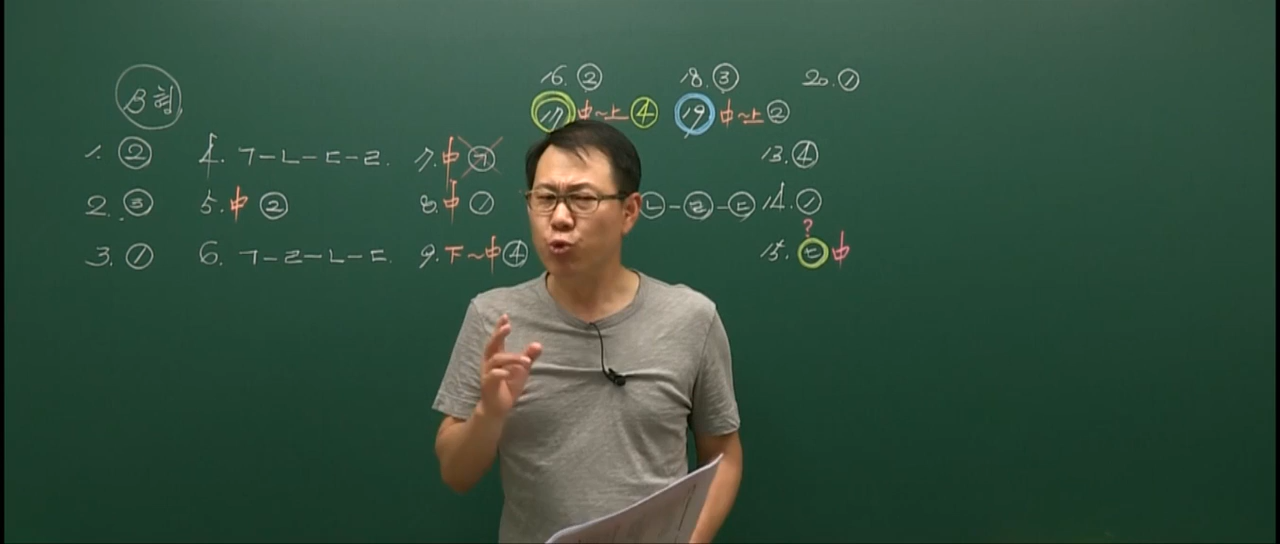 B형
16. ② 18. ③ 20. ①
17 中~上 ④ 19 中~上 ②
1. ② 4. ㄱ-ㄴ-ㄷ-ㄹ. 7. 中 ㉠ 13. ④
2. ③ 5. 中 ② 8. 中 ① ㉡-㉣-㉢ 14. ①
?
3. ① 6. ㄱ-ㄹ-ㄴ-ㄷ. 9. 下~中 ④ 15. ㉢ 中